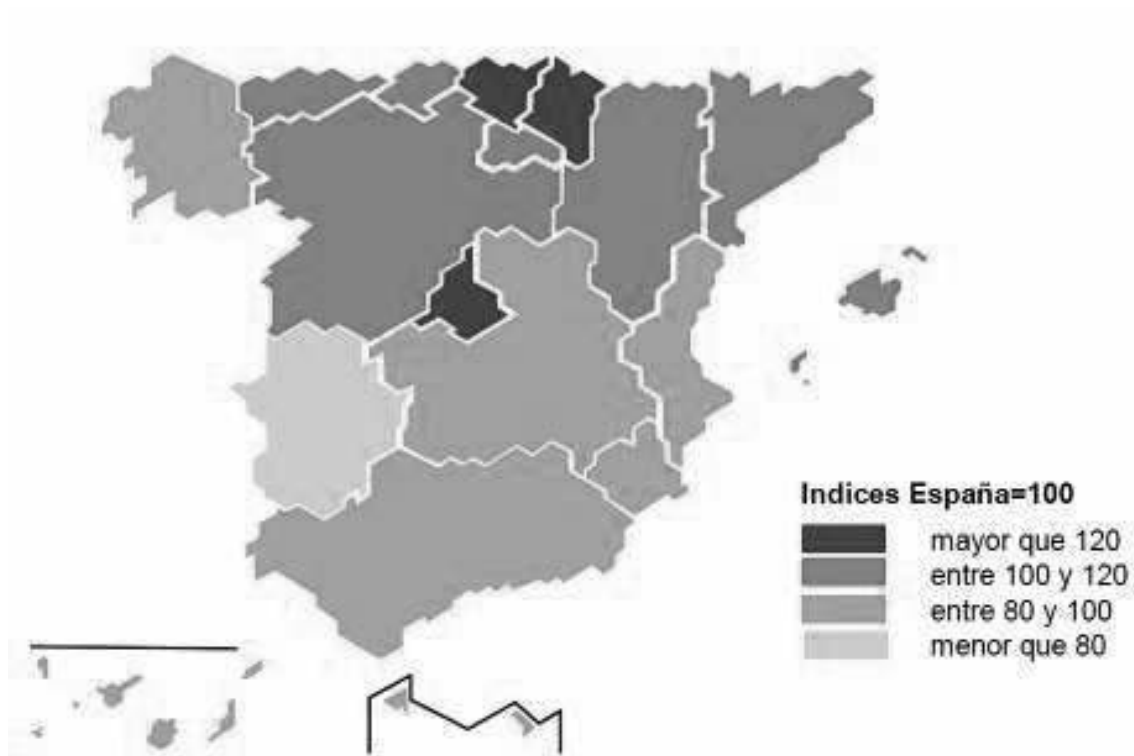 Indices España=100
mayor que 120
entre 100 y 120
entre 80 y 100
menor que 80